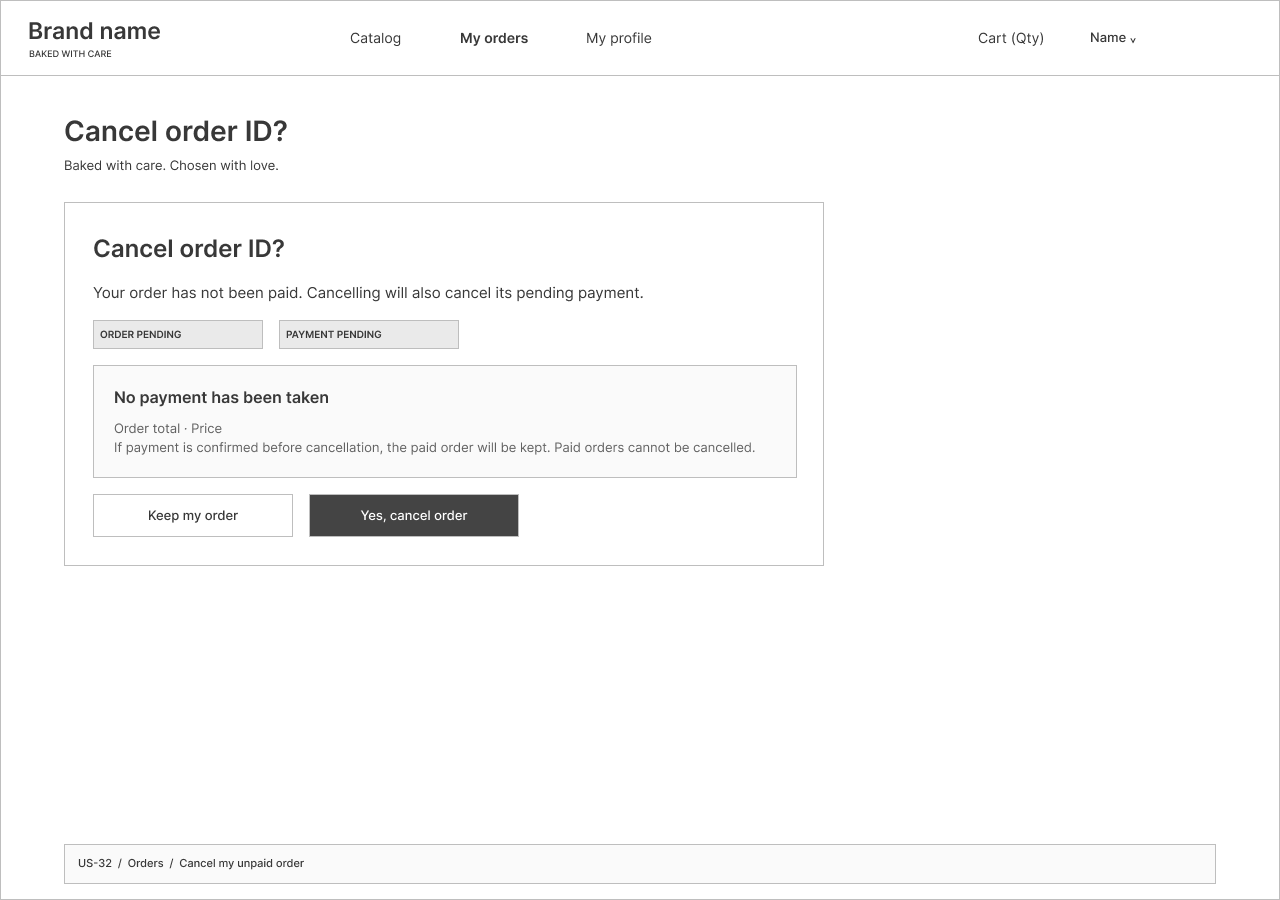 Brand name
BAKED WITH CARE
Catalog
My orders
My profile
Cart (Qty)
Name v
Cancel order ID?
Baked with care. Chosen with love.
Cancel order ID?
Your order has not been paid. Cancelling will also cancel its pending payment.
ORDER PENDING
PAYMENT PENDING
No payment has been taken
Order total · Price
If payment is confirmed before cancellation, the paid order will be kept. Paid orders cannot be cancelled.
Keep my order
Yes, cancel order
US-32 / Orders / Cancel my unpaid order